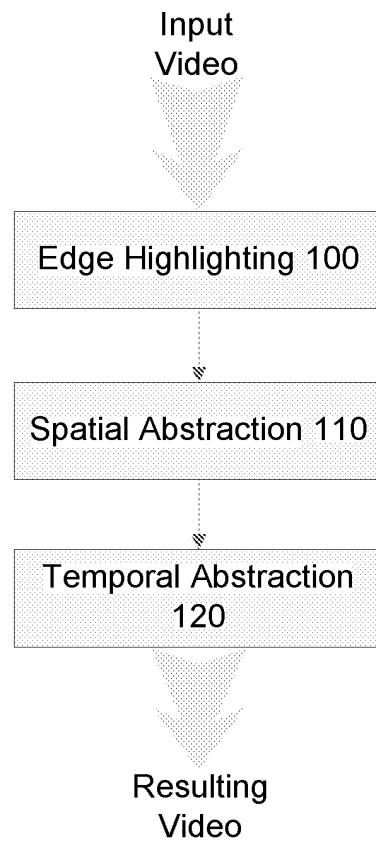 Input
Video
Edge Highlighting 100
Spatial Abstraction 110
Temporal Abstraction
120
Resulting
Video